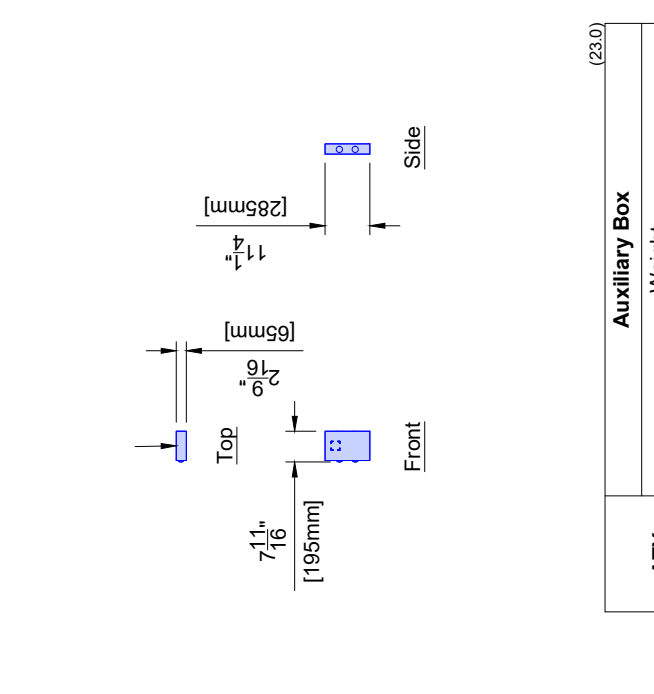 (23.0)
Auxiliary Box
Side
[285mm]
11 1/4"
[65mm]
2 9/16"
Top
Front
7 11/16"
[195mm]